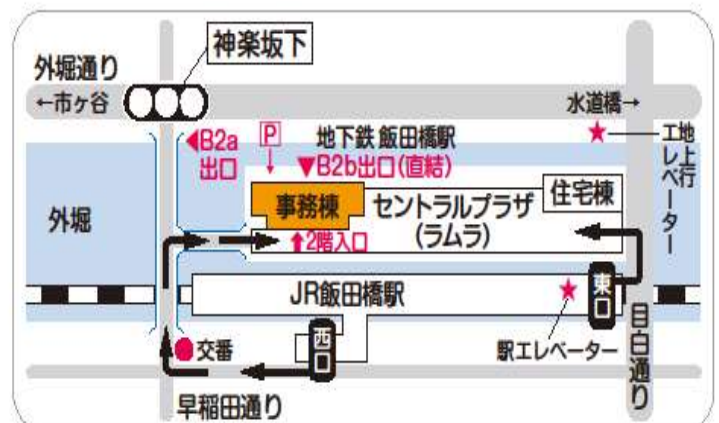 神楽坂下
外堀通り
←市ヶ谷
水道橋→
◀B2a
出口
P
地下鉄 飯田橋駅
▼B2b出口(直結)
★
地上行
エレベーター
事務棟
セントラルプラザ
(ラムラ)
住宅棟
外堀
↑2階入口
JR飯田橋駅
★
東口
交番
西口
駅エレベーター
目白通り
早稲田通り